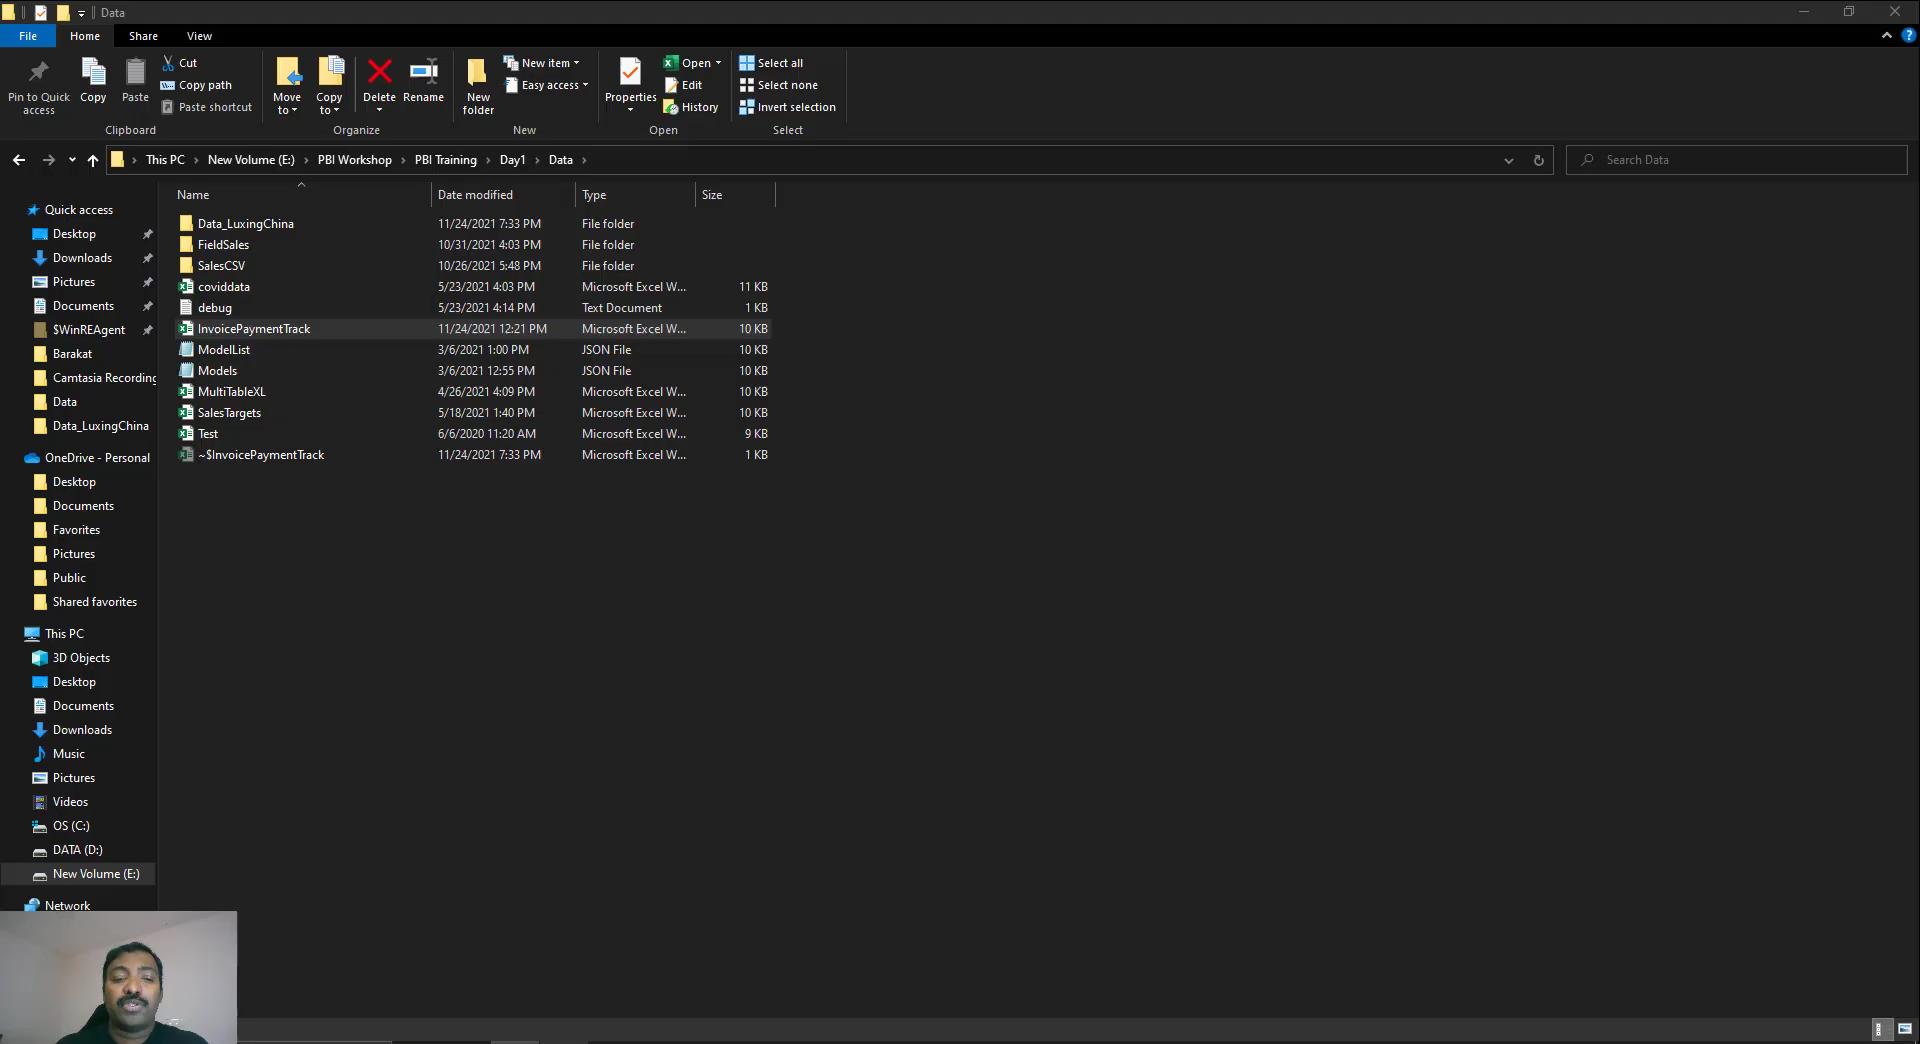 Data
File Home Share View
Pin to Quick access
Copy
Paste
Cut
Copy path
Paste shortcut
Clipboard
Move to
Copy to
Delete
Rename
Organize
New folder
New item
Easy access
New
Properties
Open
Edit
History
Open
Select all
Select none
Invert selection
Select
This PC New Volume (E:) PBI Workshop PBI Training Day1 Data
Search Data
Quick access
Desktop
Downloads
Pictures
Documents
$WinREAgent
Barakat
Camtasia Recording
Data
Data_LuxingChina
OneDrive - Personal
Desktop
Documents
Favorites
Pictures
Public
Shared favorites
This PC
3D Objects
Desktop
Documents
Downloads
Music
Pictures
Videos
OS (C:)
DATA (D:)
New Volume (E:)
Network
Name Date modified Type Size
Data_LuxingChina 11/24/2021 7:33 PM File folder
FieldSales 10/31/2021 4:03 PM File folder
SalesCSV 10/26/2021 5:48 PM File folder
coviddata 5/23/2021 4:03 PM Microsoft Excel W... 11 KB
debug 5/23/2021 4:14 PM Text Document 1 KB
InvoicePaymentTrack 11/24/2021 12:21 PM Microsoft Excel W... 10 KB
ModelList 3/6/2021 1:00 PM JSON File 10 KB
Models 3/6/2021 12:55 PM JSON File 10 KB
MultiTableXL 4/26/2021 4:09 PM Microsoft Excel W... 10 KB
SalesTargets 5/18/2021 1:40 PM Microsoft Excel W... 10 KB
Test 6/6/2020 11:20 AM Microsoft Excel W... 9 KB
~$InvoicePaymentTrack 11/24/2021 7:33 PM Microsoft Excel W... 1 KB